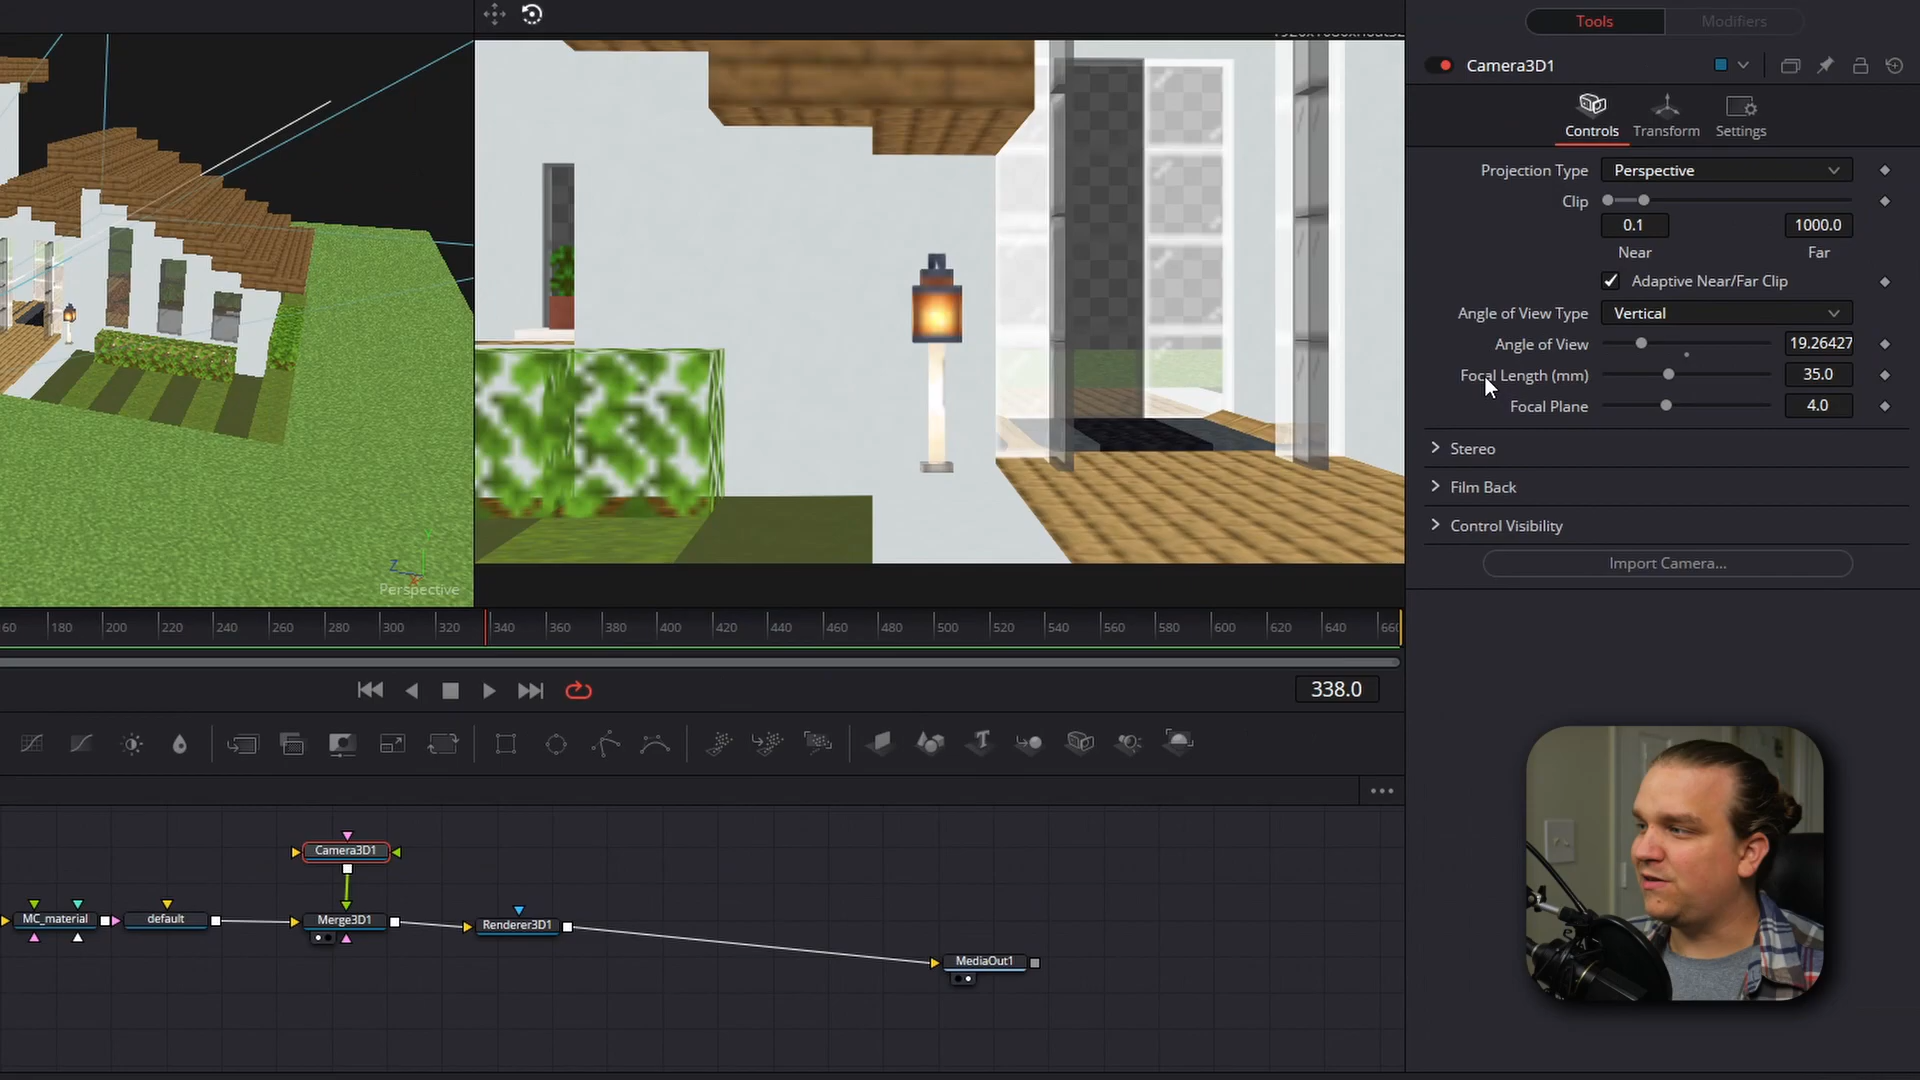 Tools
Modifiers
Camera3D1
Controls
Transform
Settings
Projection Type
Perspective
Clip
0.1
1000.0
Near
Far
Adaptive Near/Far Clip
Angle of View Type
Vertical
Angle of View
19.26427
Focal Length (mm)
35.0
Focal Plane
4.0
Stereo
Film Back
Control Visibility
Import Camera...
Y
Z
X
Perspective
60 180 200 220 240 260 280 300 320 340 360 380 400 420 440 460 480 500 520 540 560 580 600 620 640 660
338.0
T
Camera3D1
MC_material
default
Merge3D1
Renderer3D1
MediaOut1